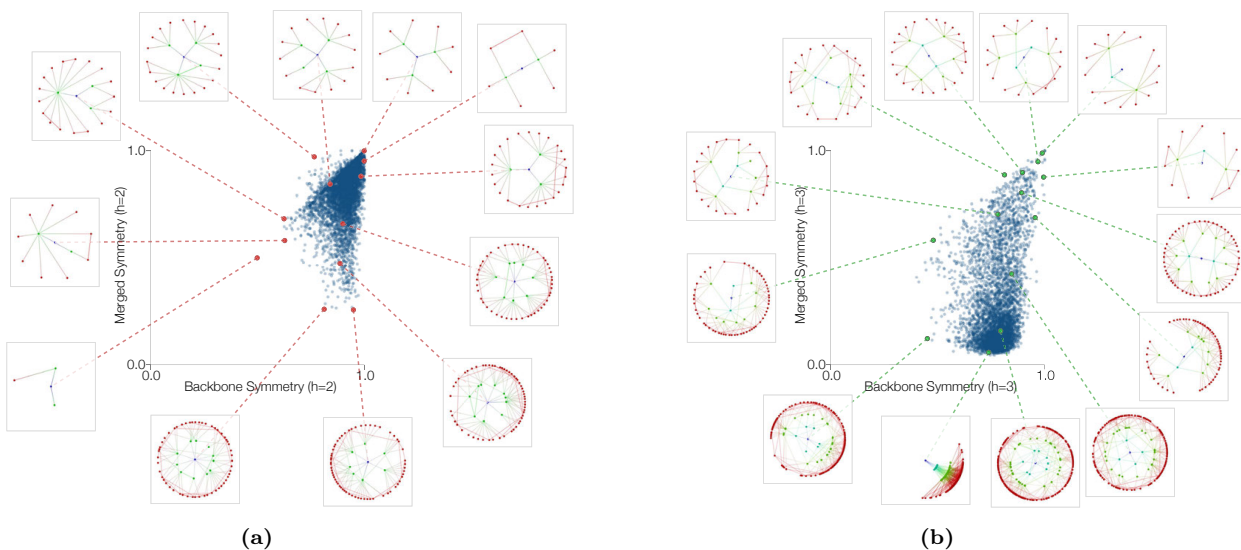 1.0
Merged Symmetry (h=2)
0.0
0.0
1.0
Backbone Symmetry (h=2)
(a)
1.0
Merged Symmetry (h=3)
0.0
0.0
1.0
Backbone Symmetry (h=3)
(b)